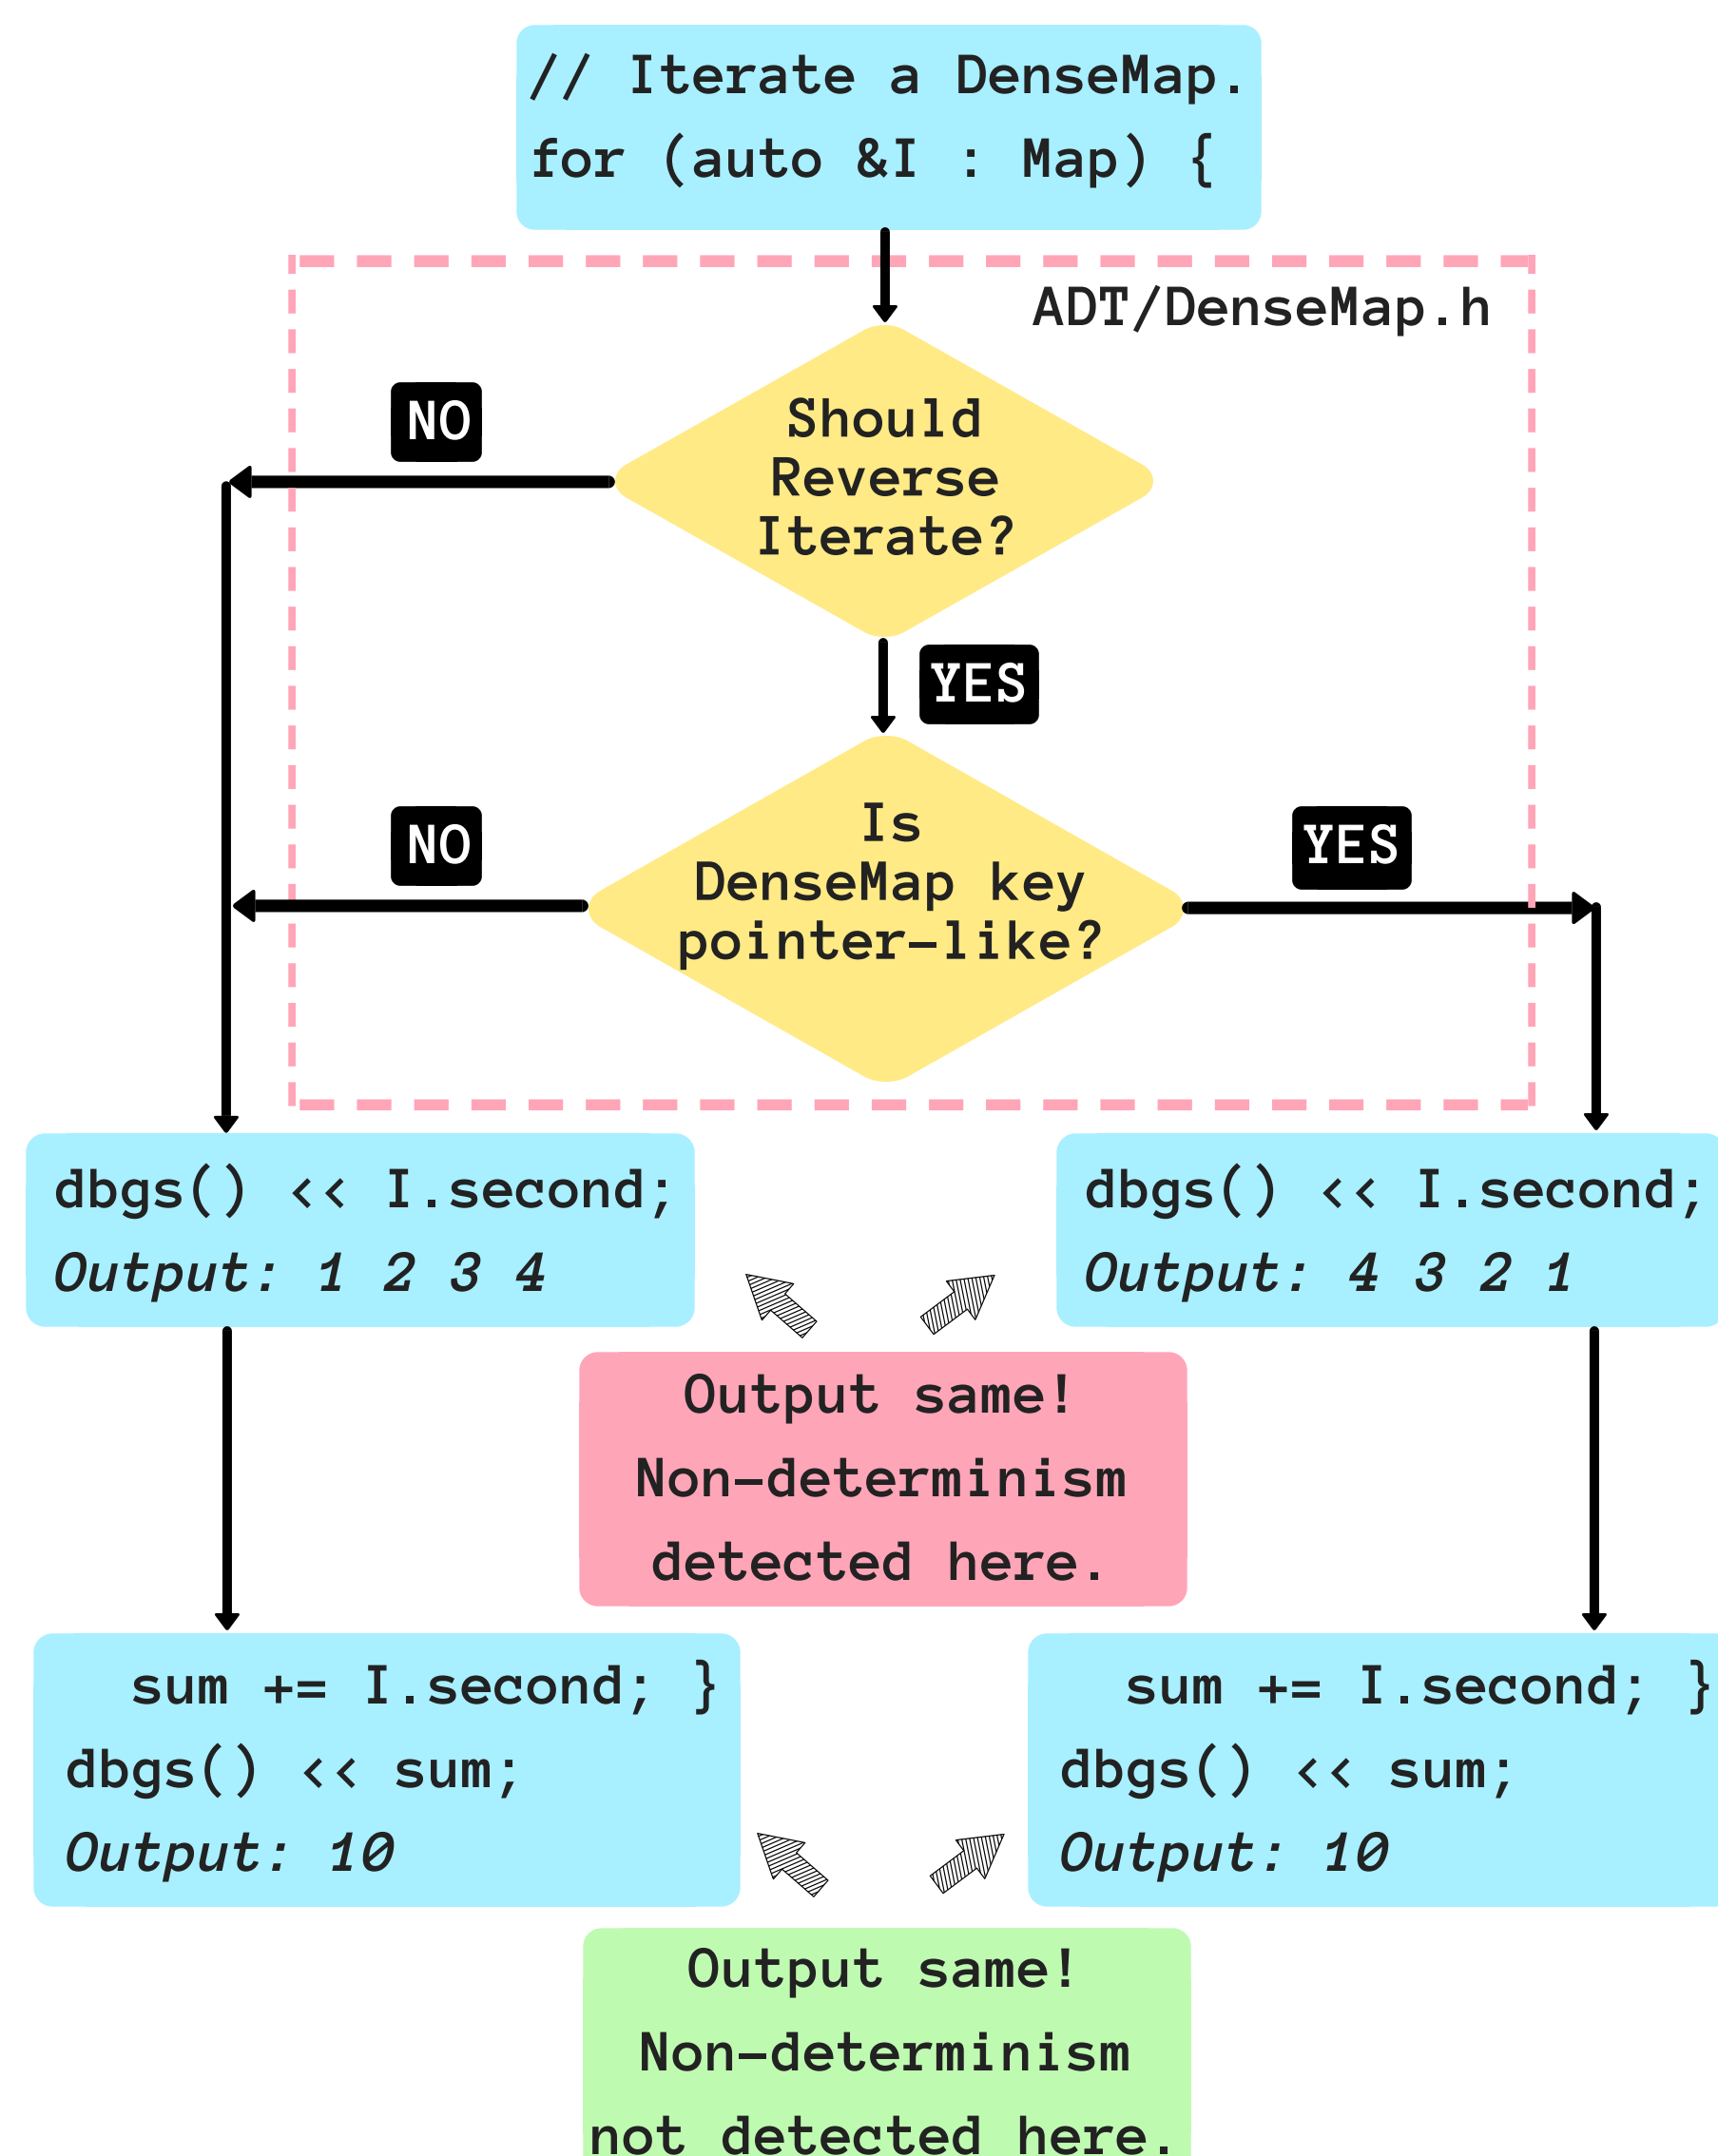 // Iterate a DenseMap.
for (auto &I : Map) {
ADT/DenseMap.h
Should
Reverse
Iterate?
NO
YES
Is
DenseMap key
pointer-like?
NO
YES
dbgs() << I.second;
Output: 1 2 3 4
dbgs() << I.second;
Output: 4 3 2 1
Output same!
Non-determinism
detected here.
sum += I.second; }
dbgs() << sum;
Output: 10
sum += I.second; }
dbgs() << sum;
Output: 10
Output same!
Non-determinism
not detected here.